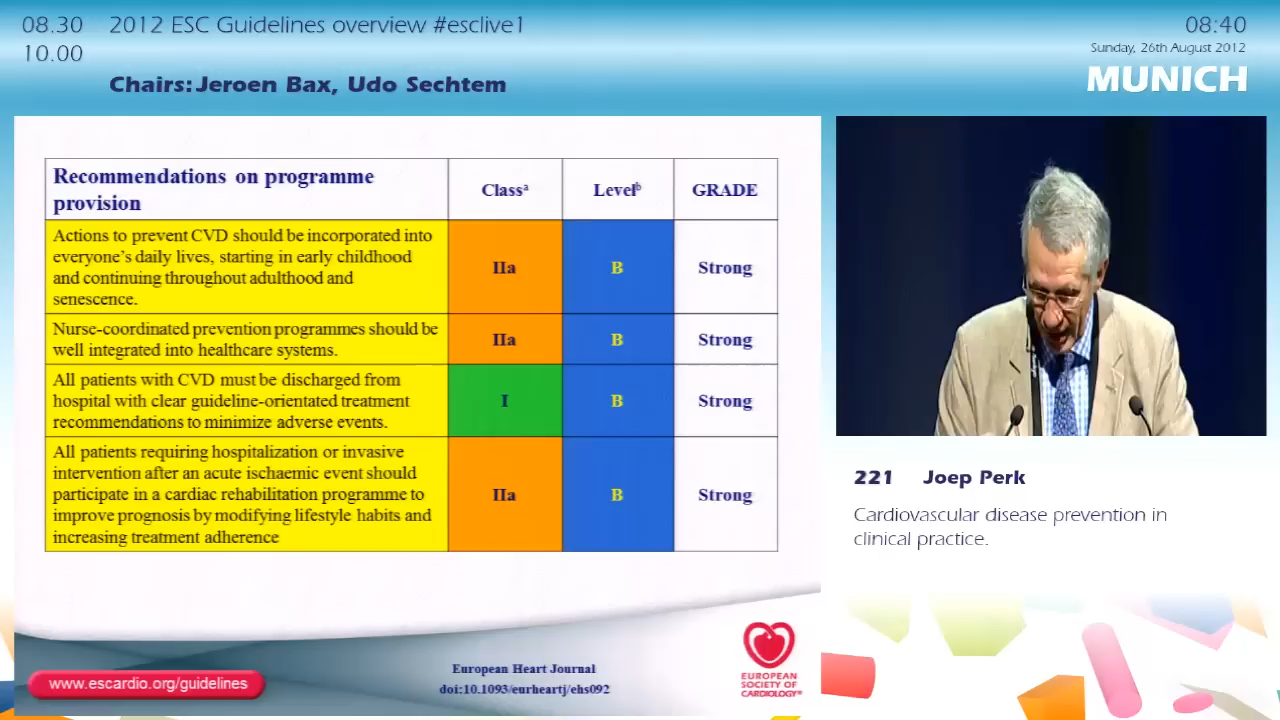 08.30 2012 ESC Guidelines overview #esclive1
10.00
Chairs: Jeroen Bax, Udo Sechtem
08:40
Sunday, 26th August 2012
MUNICH
Recommendations on programme
provision
Classᵃ
Levelᵇ
GRADE
Actions to prevent CVD should be incorporated into
everyone's daily lives, starting in early childhood
and continuing throughout adulthood and
senescence.
IIa
B
Strong
Nurse-coordinated prevention programmes should be
well integrated into healthcare systems.
IIa
B
Strong
All patients with CVD must be discharged from
hospital with clear guideline-orientated treatment
recommendations to minimize adverse events.
I
B
Strong
All patients requiring hospitalization or invasive
intervention after an acute ischaemic event should
participate in a cardiac rehabilitation programme to
improve prognosis by modifying lifestyle habits and
increasing treatment adherence
IIa
B
Strong
www.escardio.org/guidelines
European Heart Journal
doi:10.1093/eurheartj/ehs092
EUROPEAN
SOCIETY OF
CARDIOLOGY®
221 Joep Perk
Cardiovascular disease prevention in
clinical practice.